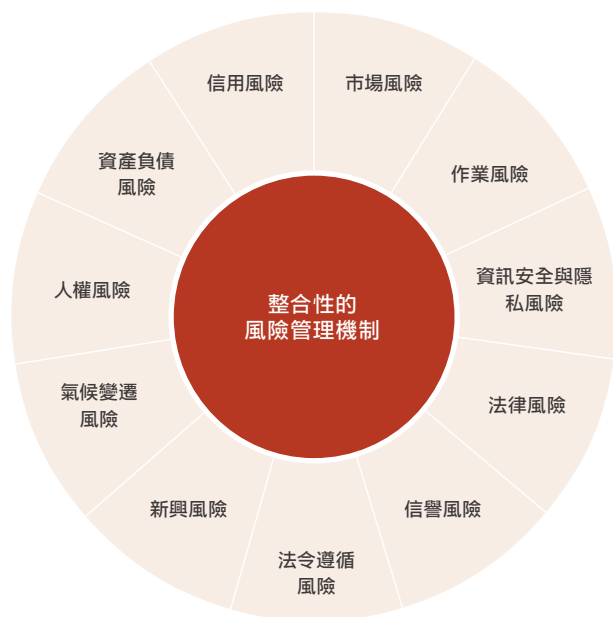 信用風險
市場風險
作業風險
資訊安全與隱
私風險
法律風險
信譽風險
法令遵循
風險
新興風險
氣候變遷
風險
人權風險
資產負債
風險
整合性的
風險管理機制